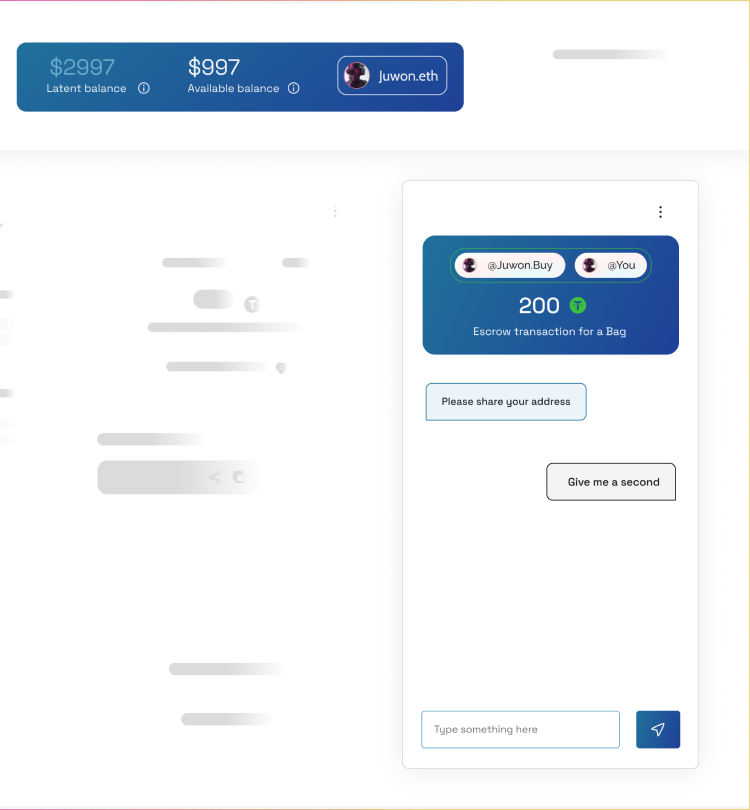 $2997
Latent balance
$997
Available balance
Juwon.eth
@Juwon.Buy
@You
200
Escrow transaction for a Bag
Please share your address
Give me a second
Type something here